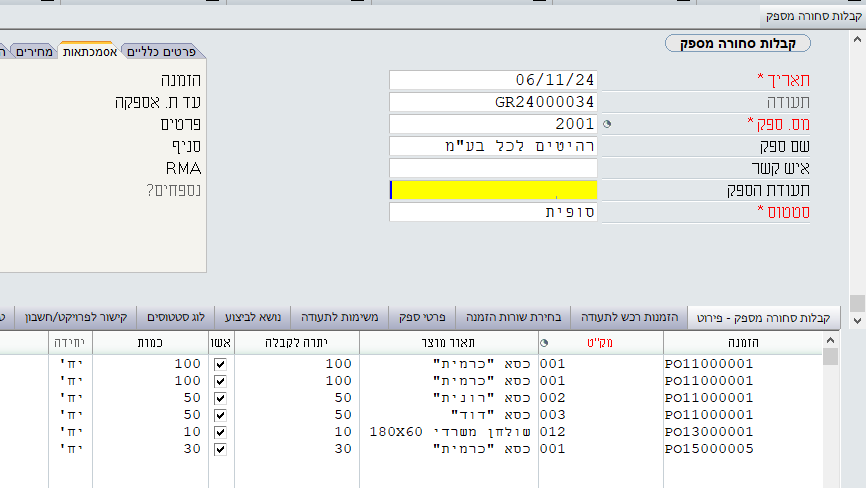 קבלות סחורה מספק
קבלות סחורה מספק
תאריך * 06/11/24
תעודה GR24000034
מס. ספק * 2001
שם ספק רהיטים לכל בע"מ
איש קשר
תעודת הספק
סטטוס * סופית
פרטים כלליים אסמכתאות מחירים
הזמנה
עד ת. אספקה
פרטים
סניף
RMA
נספחים?
קבלות סחורה מספק - פירוט הזמנות רכש לתעודה בחירת שורות הזמנה פרטי ספק משימות לתעודה נושא לביצוע לוג סטטוסים קישור לפרויקט/חשבון
הזמנה מק"ט תאור מוצר יתרה לקבלה אשו כמות יחידה
PO11000001 001 כסא "כרמית" 100 100 יח'
PO11000001 001 כסא "כרמית" 100 100 יח'
PO11000001 002 כסא "רונית" 50 50 יח'
PO11000001 003 כסא "דוד" 50 50 יח'
PO13000001 012 שולחן משרדי 180X60 10 10 יח'
PO15000005 001 כסא "כרמית" 30 30 יח'